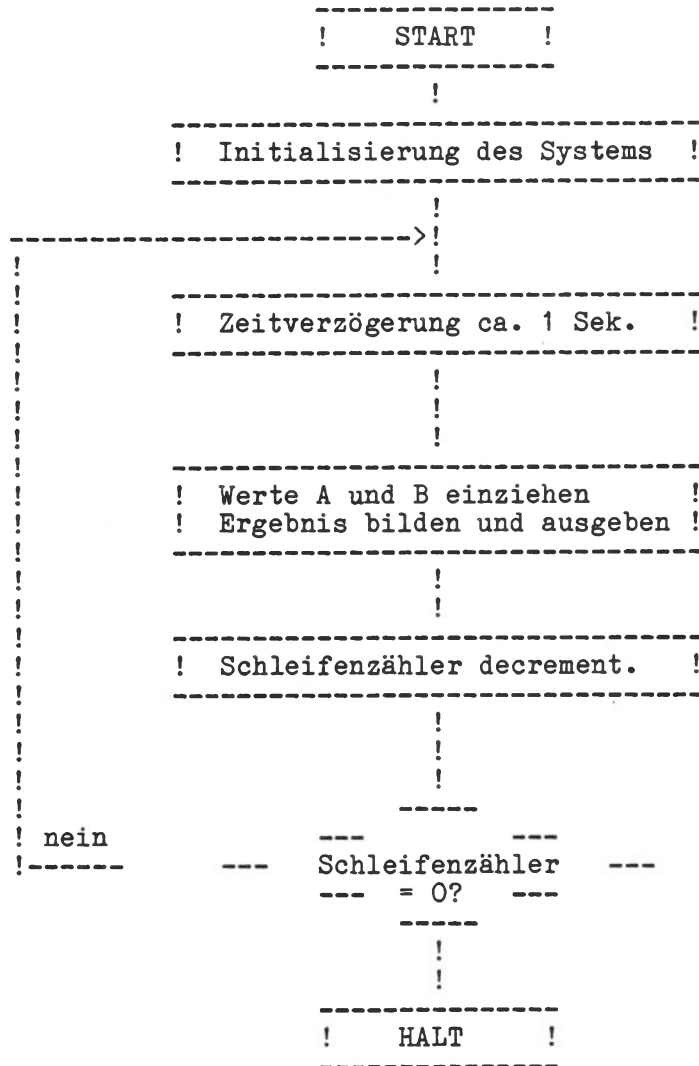 START
Initialisierung des Systems
Zeitverzögerung ca. 1 Sek.
Werte A und B einziehen
Ergebnis bilden und ausgeben
Schleifenzähler decrement.
nein
Schleifenzähler
= 0?
HALT